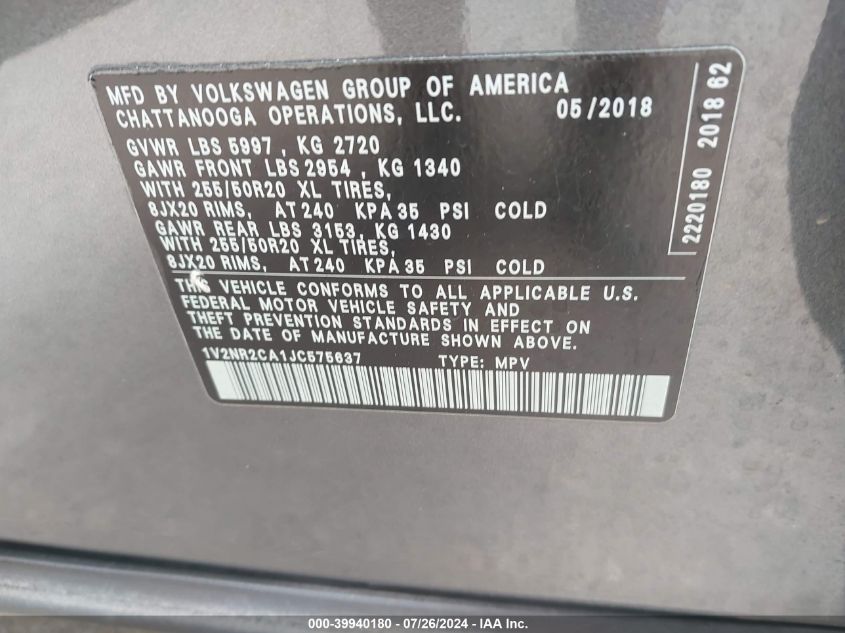 MFD BY VOLKSWAGEN GROUP OF AMERICA
CHATTANOOGA OPERATIONS, LLC. 05/2018
GVWR LBS 5997 , KG 2720
GAWR FRONT LBS 2954 , KG 1340
WITH 255/50R20 XL TIRES,
8JX20 RIMS, AT 240 KPA 35 PSI COLD
GAWR REAR LBS 3153, KG 1430
WITH 255/50R20 XL TIRES,
8JX20 RIMS, AT 240 KPA 35 PSI COLD
THIS VEHICLE CONFORMS TO ALL APPLICABLE U.S.
FEDERAL MOTOR VEHICLE SAFETY AND
THEFT PREVENTION STANDARDS IN EFFECT ON
THE DATE OF MANUFACTURE SHOWN ABOVE.
1V2NR2CA1JC575637 TYPE: MPV
2220180 2018 62
000-39940180 - 07/26/2024 - IAA Inc.